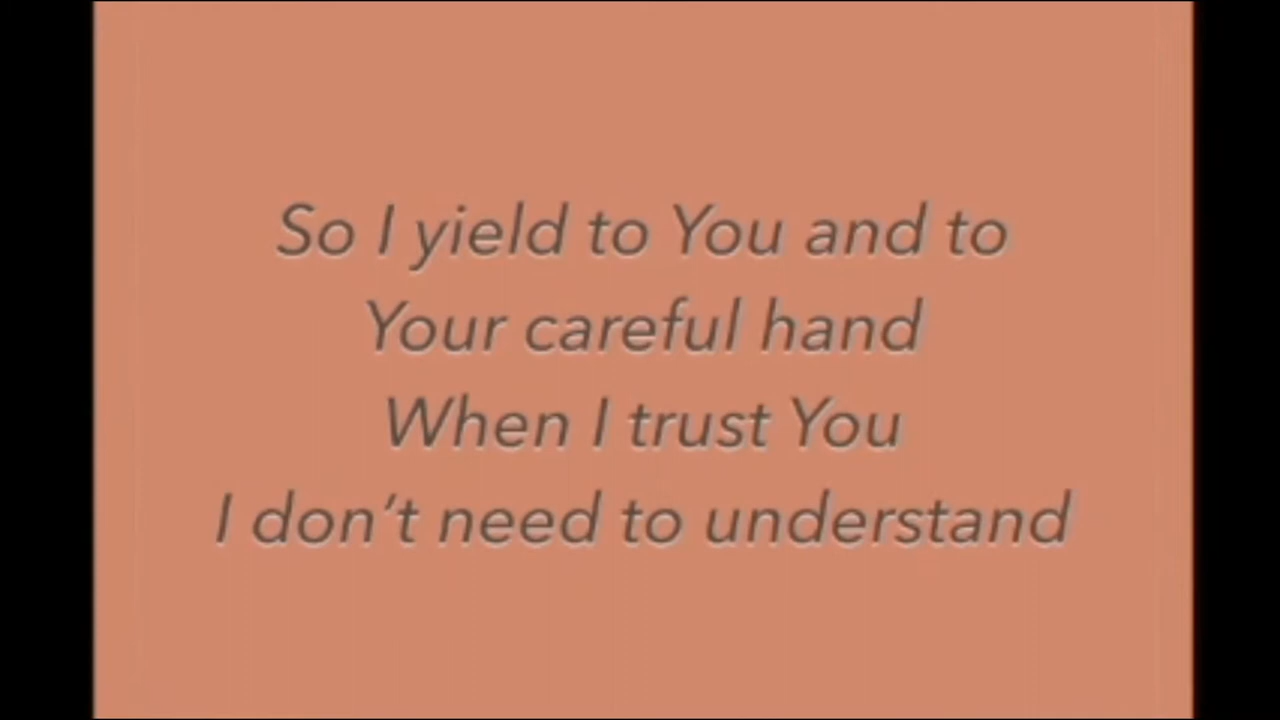 So I yield to You and to
Your careful hand
When I trust You
I don't need to understand